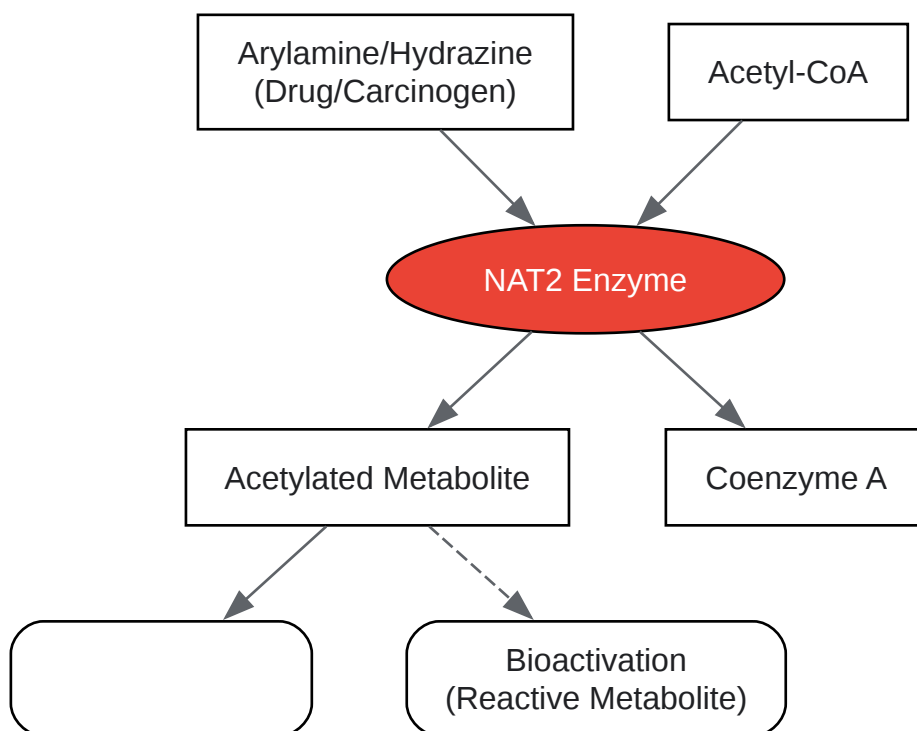 Arylamine/Hydrazine
(Drug/Carcinogen)
Acetyl-CoA
NAT2 Enzyme
Acetylated Metabolite
Coenzyme A
Bioactivation
(Reactive Metabolite)